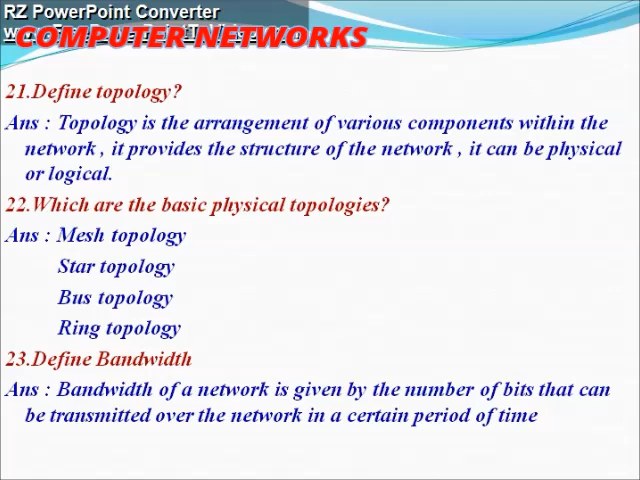 RZ PowerPoint Converter
COMPUTER NETWORKS
21.Define topology?
Ans : Topology is the arrangement of various components within the
network , it provides the structure of the network , it can be physical
or logical.
22.Which are the basic physical topologies?
Ans : Mesh topology
Star topology
Bus topology
Ring topology
23.Define Bandwidth
Ans : Bandwidth of a network is given by the number of bits that can
be transmitted over the network in a certain period of time